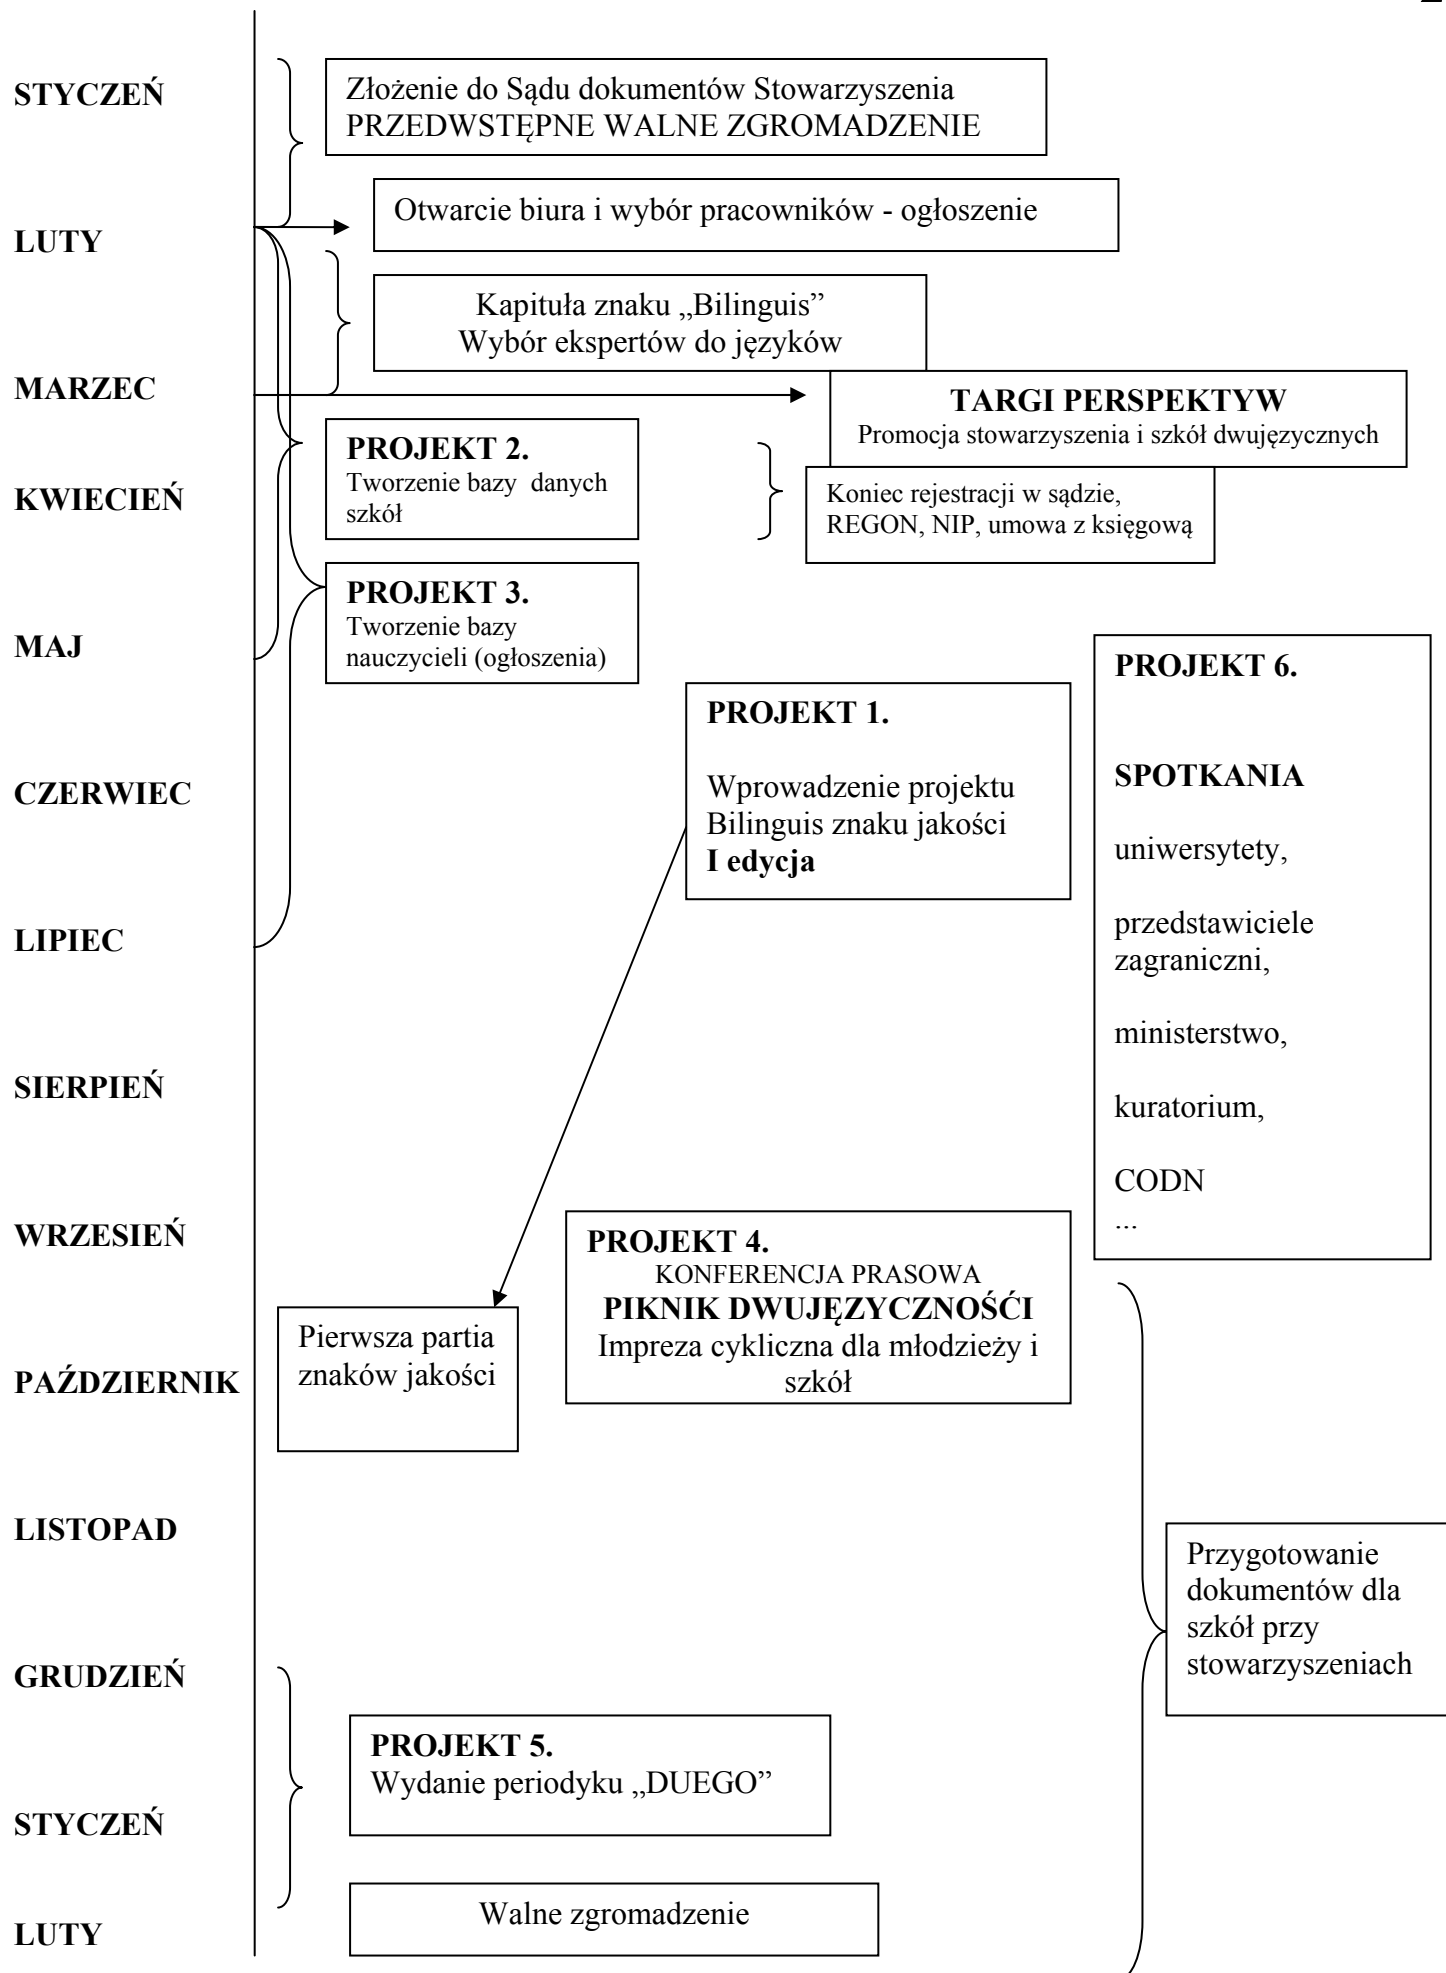 STYCZEŃ
Złożenie do Sądu dokumentów Stowarzyszenia
PRZEDWSTĘPNE WALNE ZGROMADZENIE
LUTY
Otwarcie biura i wybór pracowników - ogłoszenie
Kapituła znaku „Bilinguis”
Wybór ekspertów do języków
MARZEC
TARGI PERSPEKTYW
Promocja stowarzyszenia i szkół dwujęzycznych
PROJEKT 2.
Tworzenie bazy danych
szkół
KWIECIEŃ
Koniec rejestracji w sądzie,
REGON, NIP, umowa z księgową
PROJEKT 3.
Tworzenie bazy
nauczycieli (ogłoszenia)
MAJ
PROJEKT 6.
SPOTKANIA
uniwersytety,
przedstawiciele
zagraniczni,
ministerstwo,
kuratorium,
CODN
...
PROJEKT 1.
Wprowadzenie projektu
Bilinguis znaku jakości
I edycja
CZERWIEC
LIPIEC
SIERPIEŃ
WRZESIEŃ
PROJEKT 4.
KONFERENCJA PRASOWA
PIKNIK DWUJĘZYCZNOŚĆI
Impreza cykliczna dla młodzieży i
szkół
Pierwsza partia
znaków jakości
PAŹDZIERNIK
LISTOPAD
Przygotowanie
dokumentów dla
szkół przy
stowarzyszeniach
GRUDZIEŃ
PROJEKT 5.
Wydanie periodyku „DUEGO”
STYCZEŃ
Walne zgromadzenie
LUTY